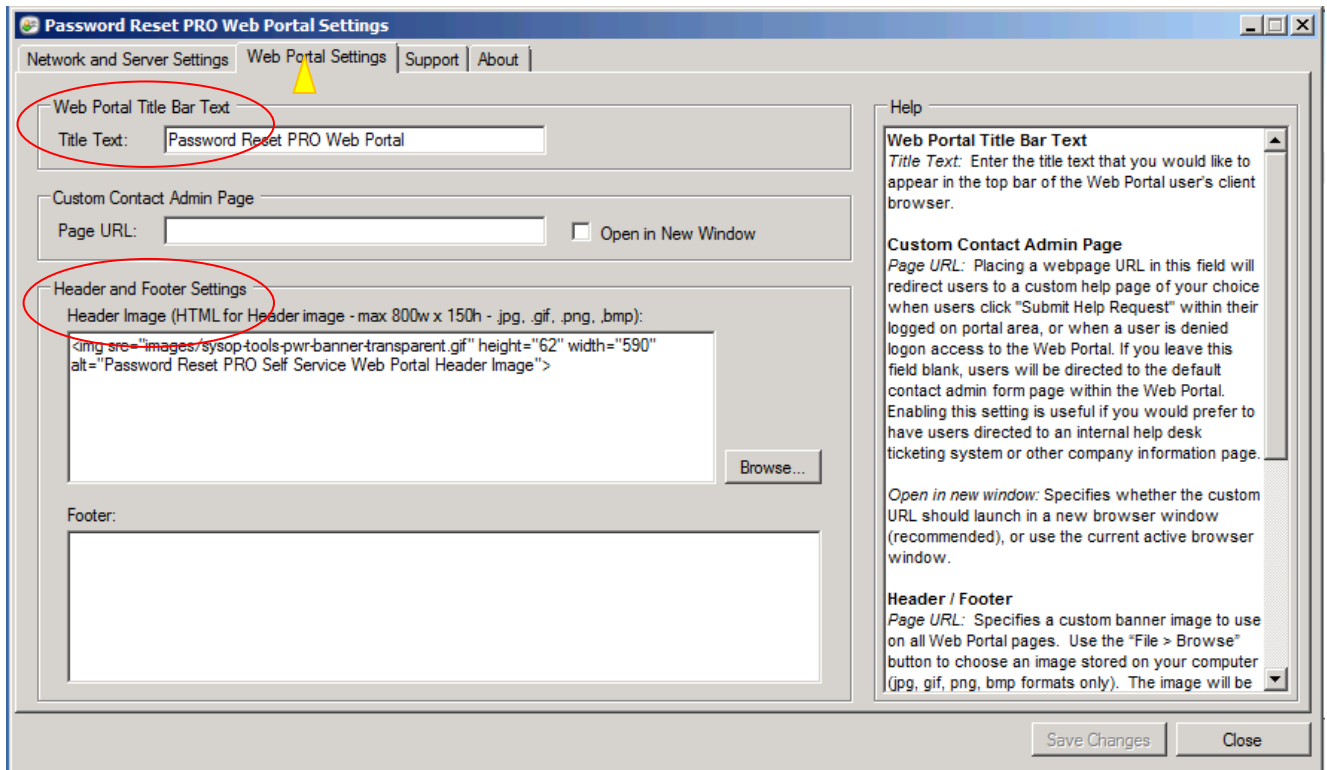 Password Reset PRO Web Portal Settings
Network and Server Settings Web Portal Settings Support About
Web Portal Title Bar Text
Title Text: Password Reset PRO Web Portal
Custom Contact Admin Page
Page URL:
Open in New Window
Header and Footer Settings
Header Image (HTML for Header image - max 800w x 150h - .jpg, .gif, .png, ,bmp):
<img src="images/sysop-tools-pwr-banner-transparent.gif" height="62" width="590"
alt="Password Reset PRO Self Service Web Portal Header Image">
Browse...
Footer:
Help
Web Portal Title Bar Text
Title Text: Enter the title text that you would like to
appear in the top bar of the Web Portal user's client
browser.
Custom Contact Admin Page
Page URL: Placing a webpage URL in this field will
redirect users to a custom help page of your choice
when users click "Submit Help Request" within their
logged on portal area, or when a user is denied
logon access to the Web Portal. If you leave this
field blank, users will be directed to the default
contact admin form page within the Web Portal.
Enabling this setting is useful if you would prefer to
have users directed to an internal help desk
ticketing system or other company information page.
Open in new window: Specifies whether the custom
URL should launch in a new browser window
(recommended), or use the current active browser
window.
Header / Footer
Page URL: Specifies a custom banner image to use
on all Web Portal pages. Use the “File > Browse”
button to choose an image stored on your computer
(jpg, gif, png, bmp formats only). The image will be
Save Changes Close